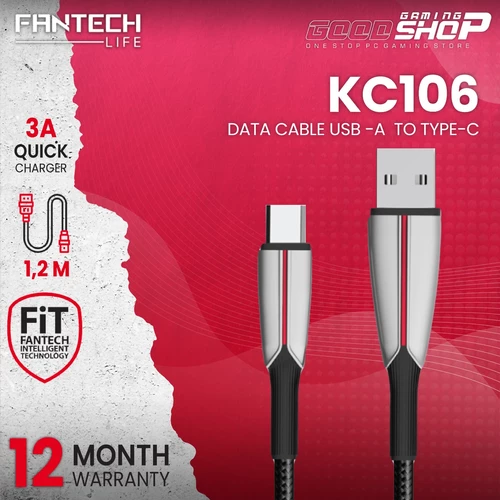 FANTECH
LIFE
GOOD GAMING SHOP
ONE STOP PC GAMING STORE
KC106
DATA CABLE USB -A TO TYPE-C
3A
QUICK
CHARGER
1,2 M
FiT
FANTECH
INTELLIGENT
TECHNOLOGY
12 MONTH
WARRANTY